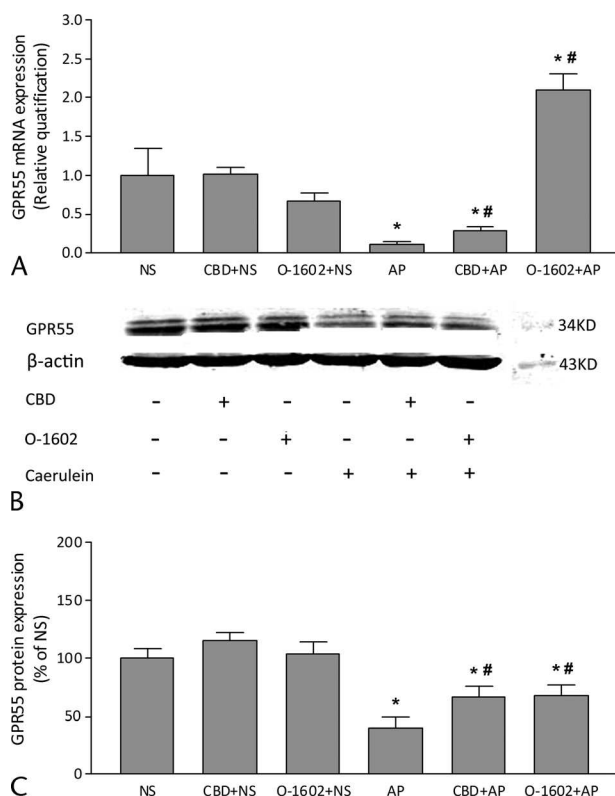 GPR55 mRNA expression
(Relative quatification)
3.0
2.5
2.0
1.5
1.0
0.5
0.0
* * # * #
NS CBD+NS O-1602+NS AP CBD+AP O-1602+AP
A
GPR55 34KD
β-actin 43KD
CBD - + - - + -
O-1602 - - + - - +
Caerulein - - - + + +
B
GPR55 protein expression
(% of NS)
200
150
100
50
0
* * # * #
NS CBD+NS O-1602+NS AP CBD+AP O-1602+AP
C